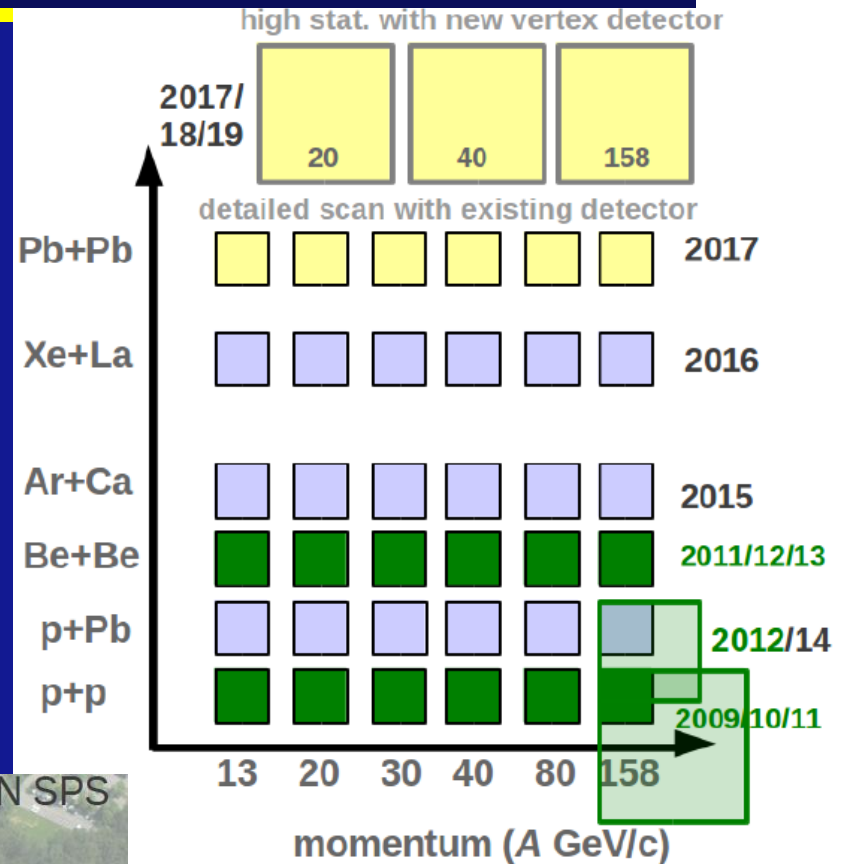 high stat. with new vertex detector
2017/
18/19
20 40 158
detailed scan with existing detector
Pb+Pb 2017
Xe+La 2016
Ar+Ca 2015
Be+Be 2011/12/13
p+Pb 2012/14
p+p 2009/10/11
13 20 30 40 80 158
N SPS
momentum (A GeV/c)